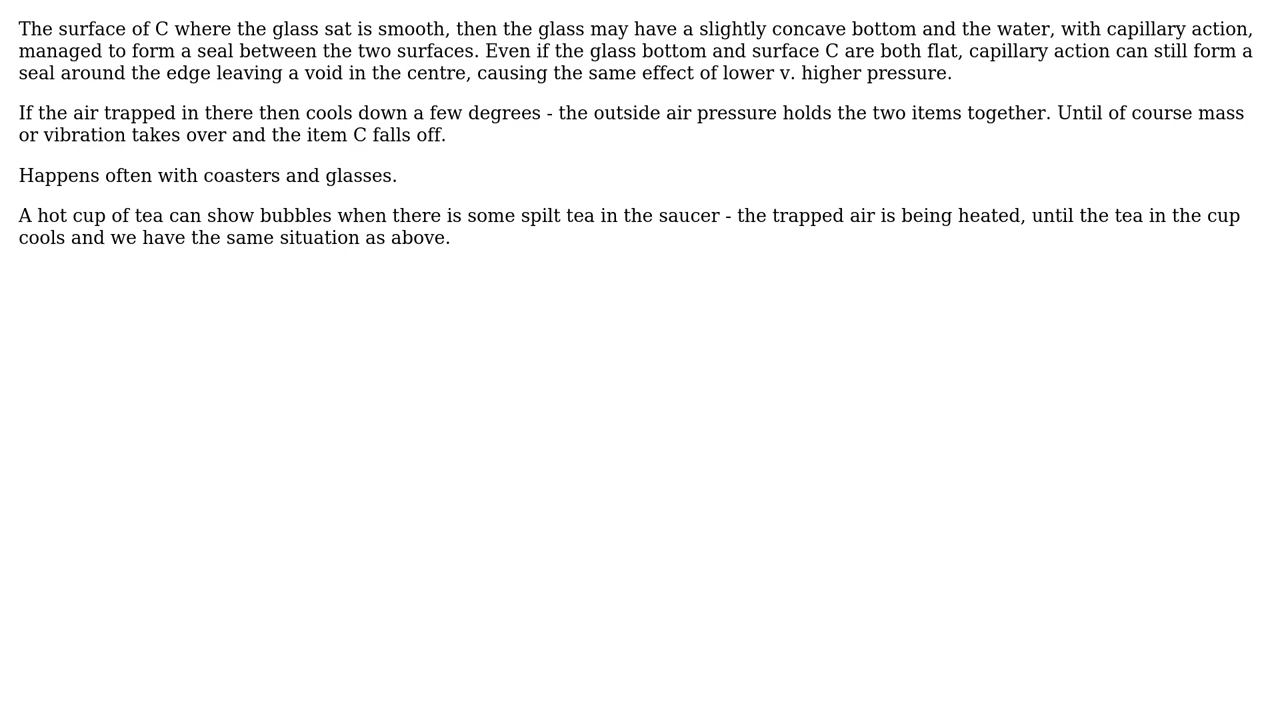 The surface of C where the glass sat is smooth, then the glass may have a slightly concave bottom and the water, with capillary action,
managed to form a seal between the two surfaces. Even if the glass bottom and surface C are both flat, capillary action can still form a
seal around the edge leaving a void in the centre, causing the same effect of lower v. higher pressure.
If the air trapped in there then cools down a few degrees - the outside air pressure holds the two items together. Until of course mass
or vibration takes over and the item C falls off.
Happens often with coasters and glasses.
A hot cup of tea can show bubbles when there is some spilt tea in the saucer - the trapped air is being heated, until the tea in the cup
cools and we have the same situation as above.